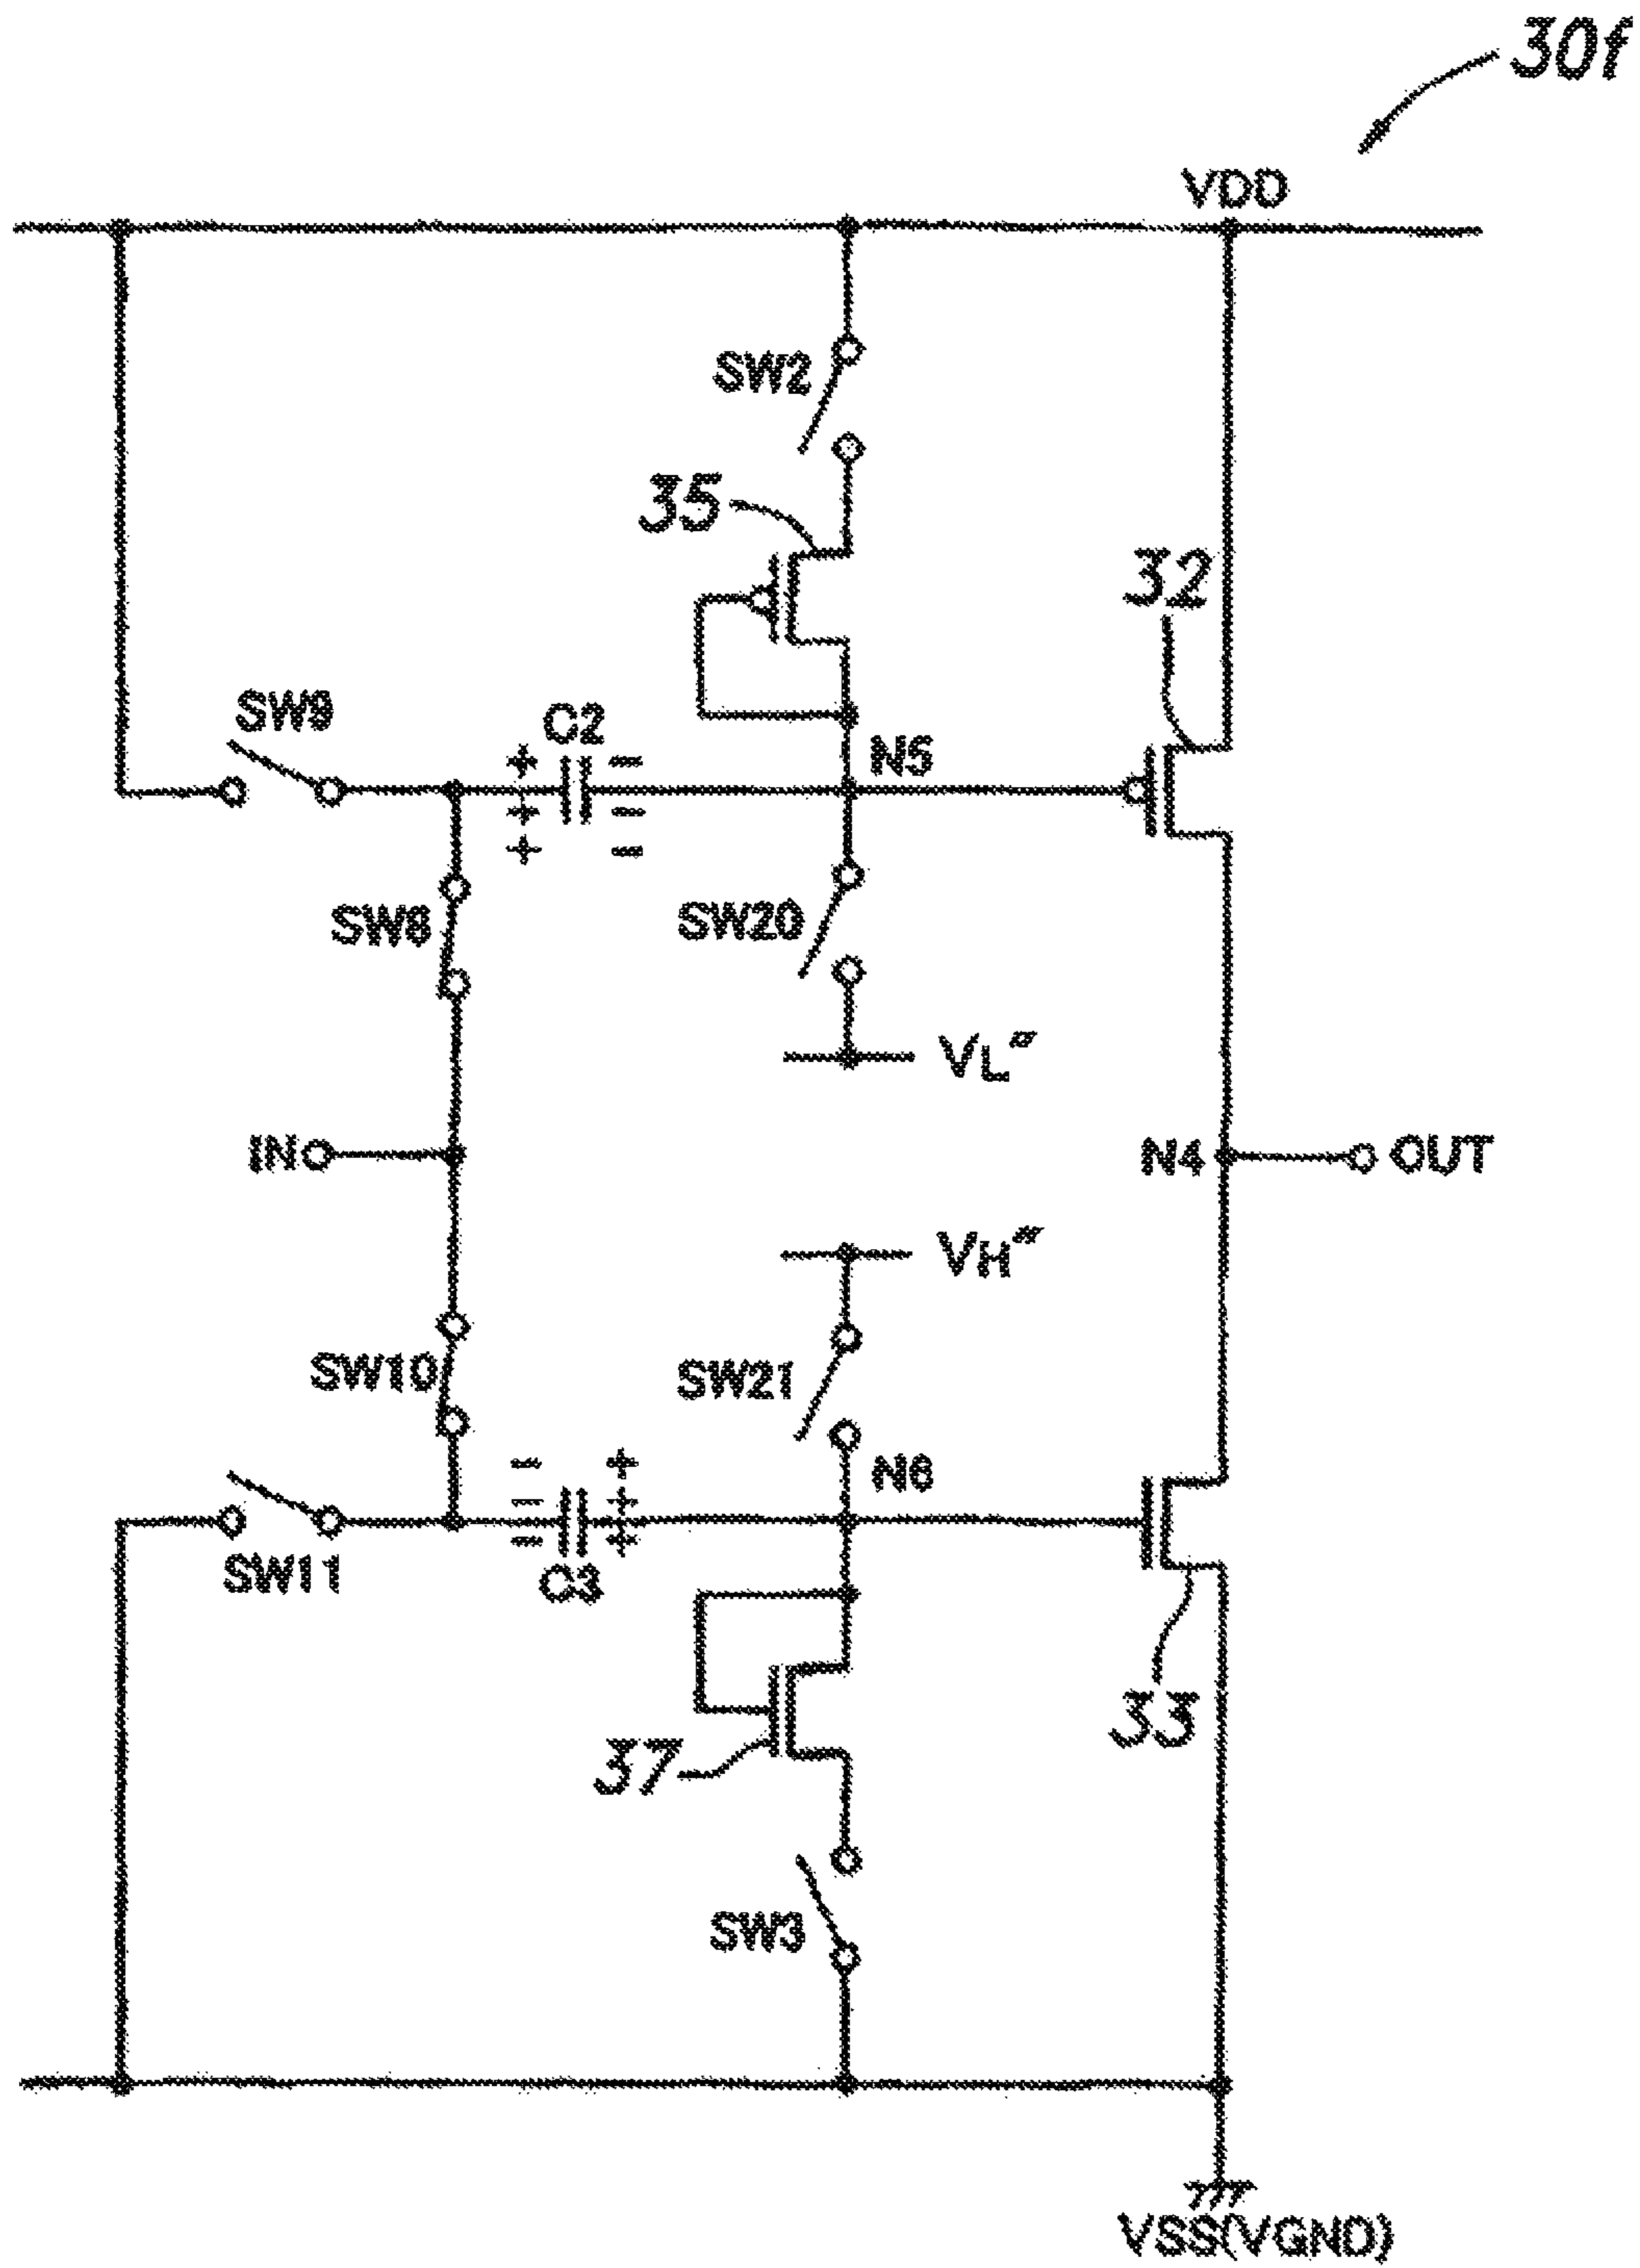 30f
VDD
SW2
35
32
SW9
C2
N5
SW8
SW20
VL"
IN
N4
OUT
VH"
SW10
SW21
N6
SW11
C3
37
33
SW3
VSS(VGND)